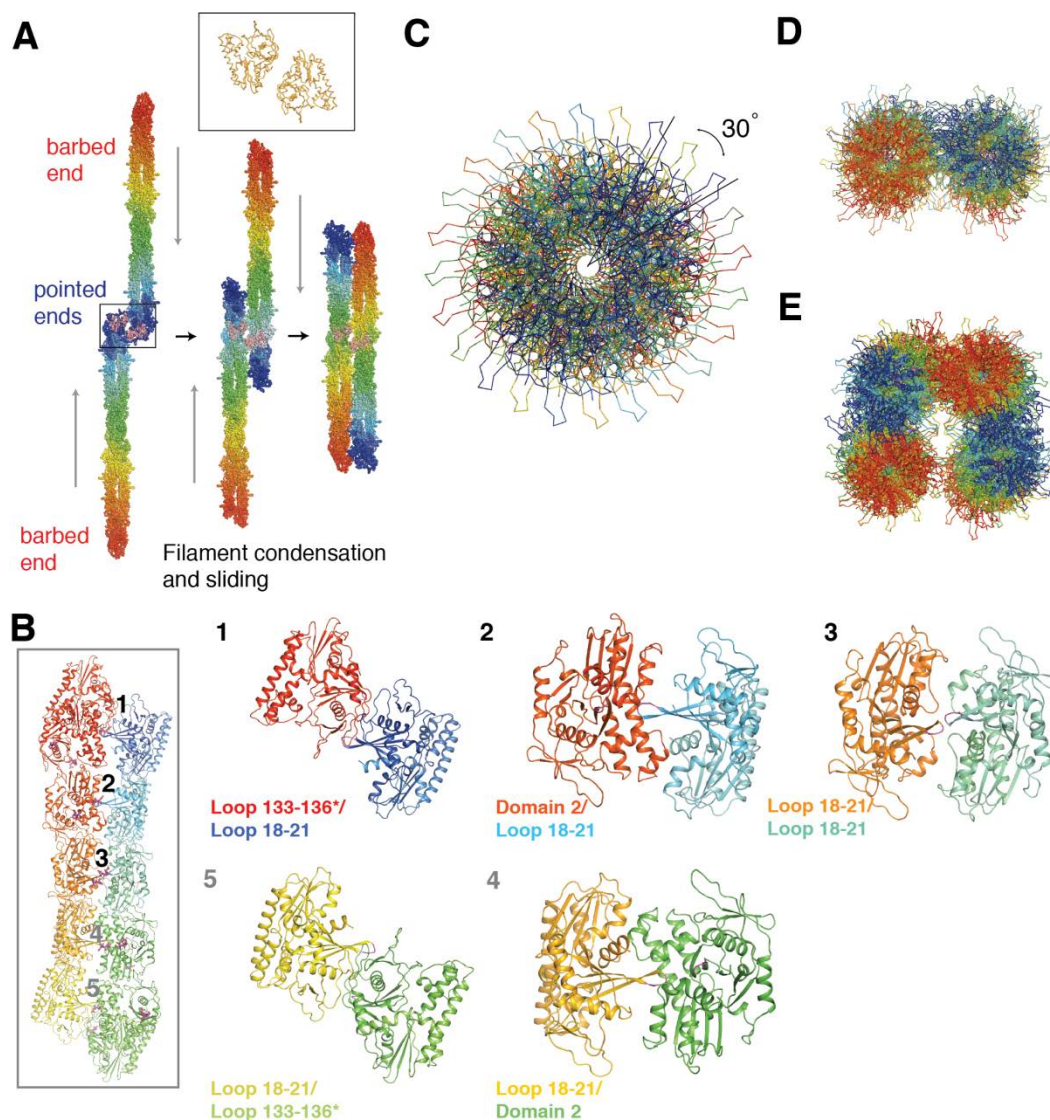 A
barbed
end
pointed
ends
barbed
end
Filament condensation
and sliding
C
30°
D
E
B
1
2
3
4
5
1
Loop 133-136*/
Loop 18-21
2
Domain 2/
Loop 18-21
3
Loop 18-21/
Loop 18-21
5
Loop 18-21/
Loop 133-136*
4
Loop 18-21/
Domain 2